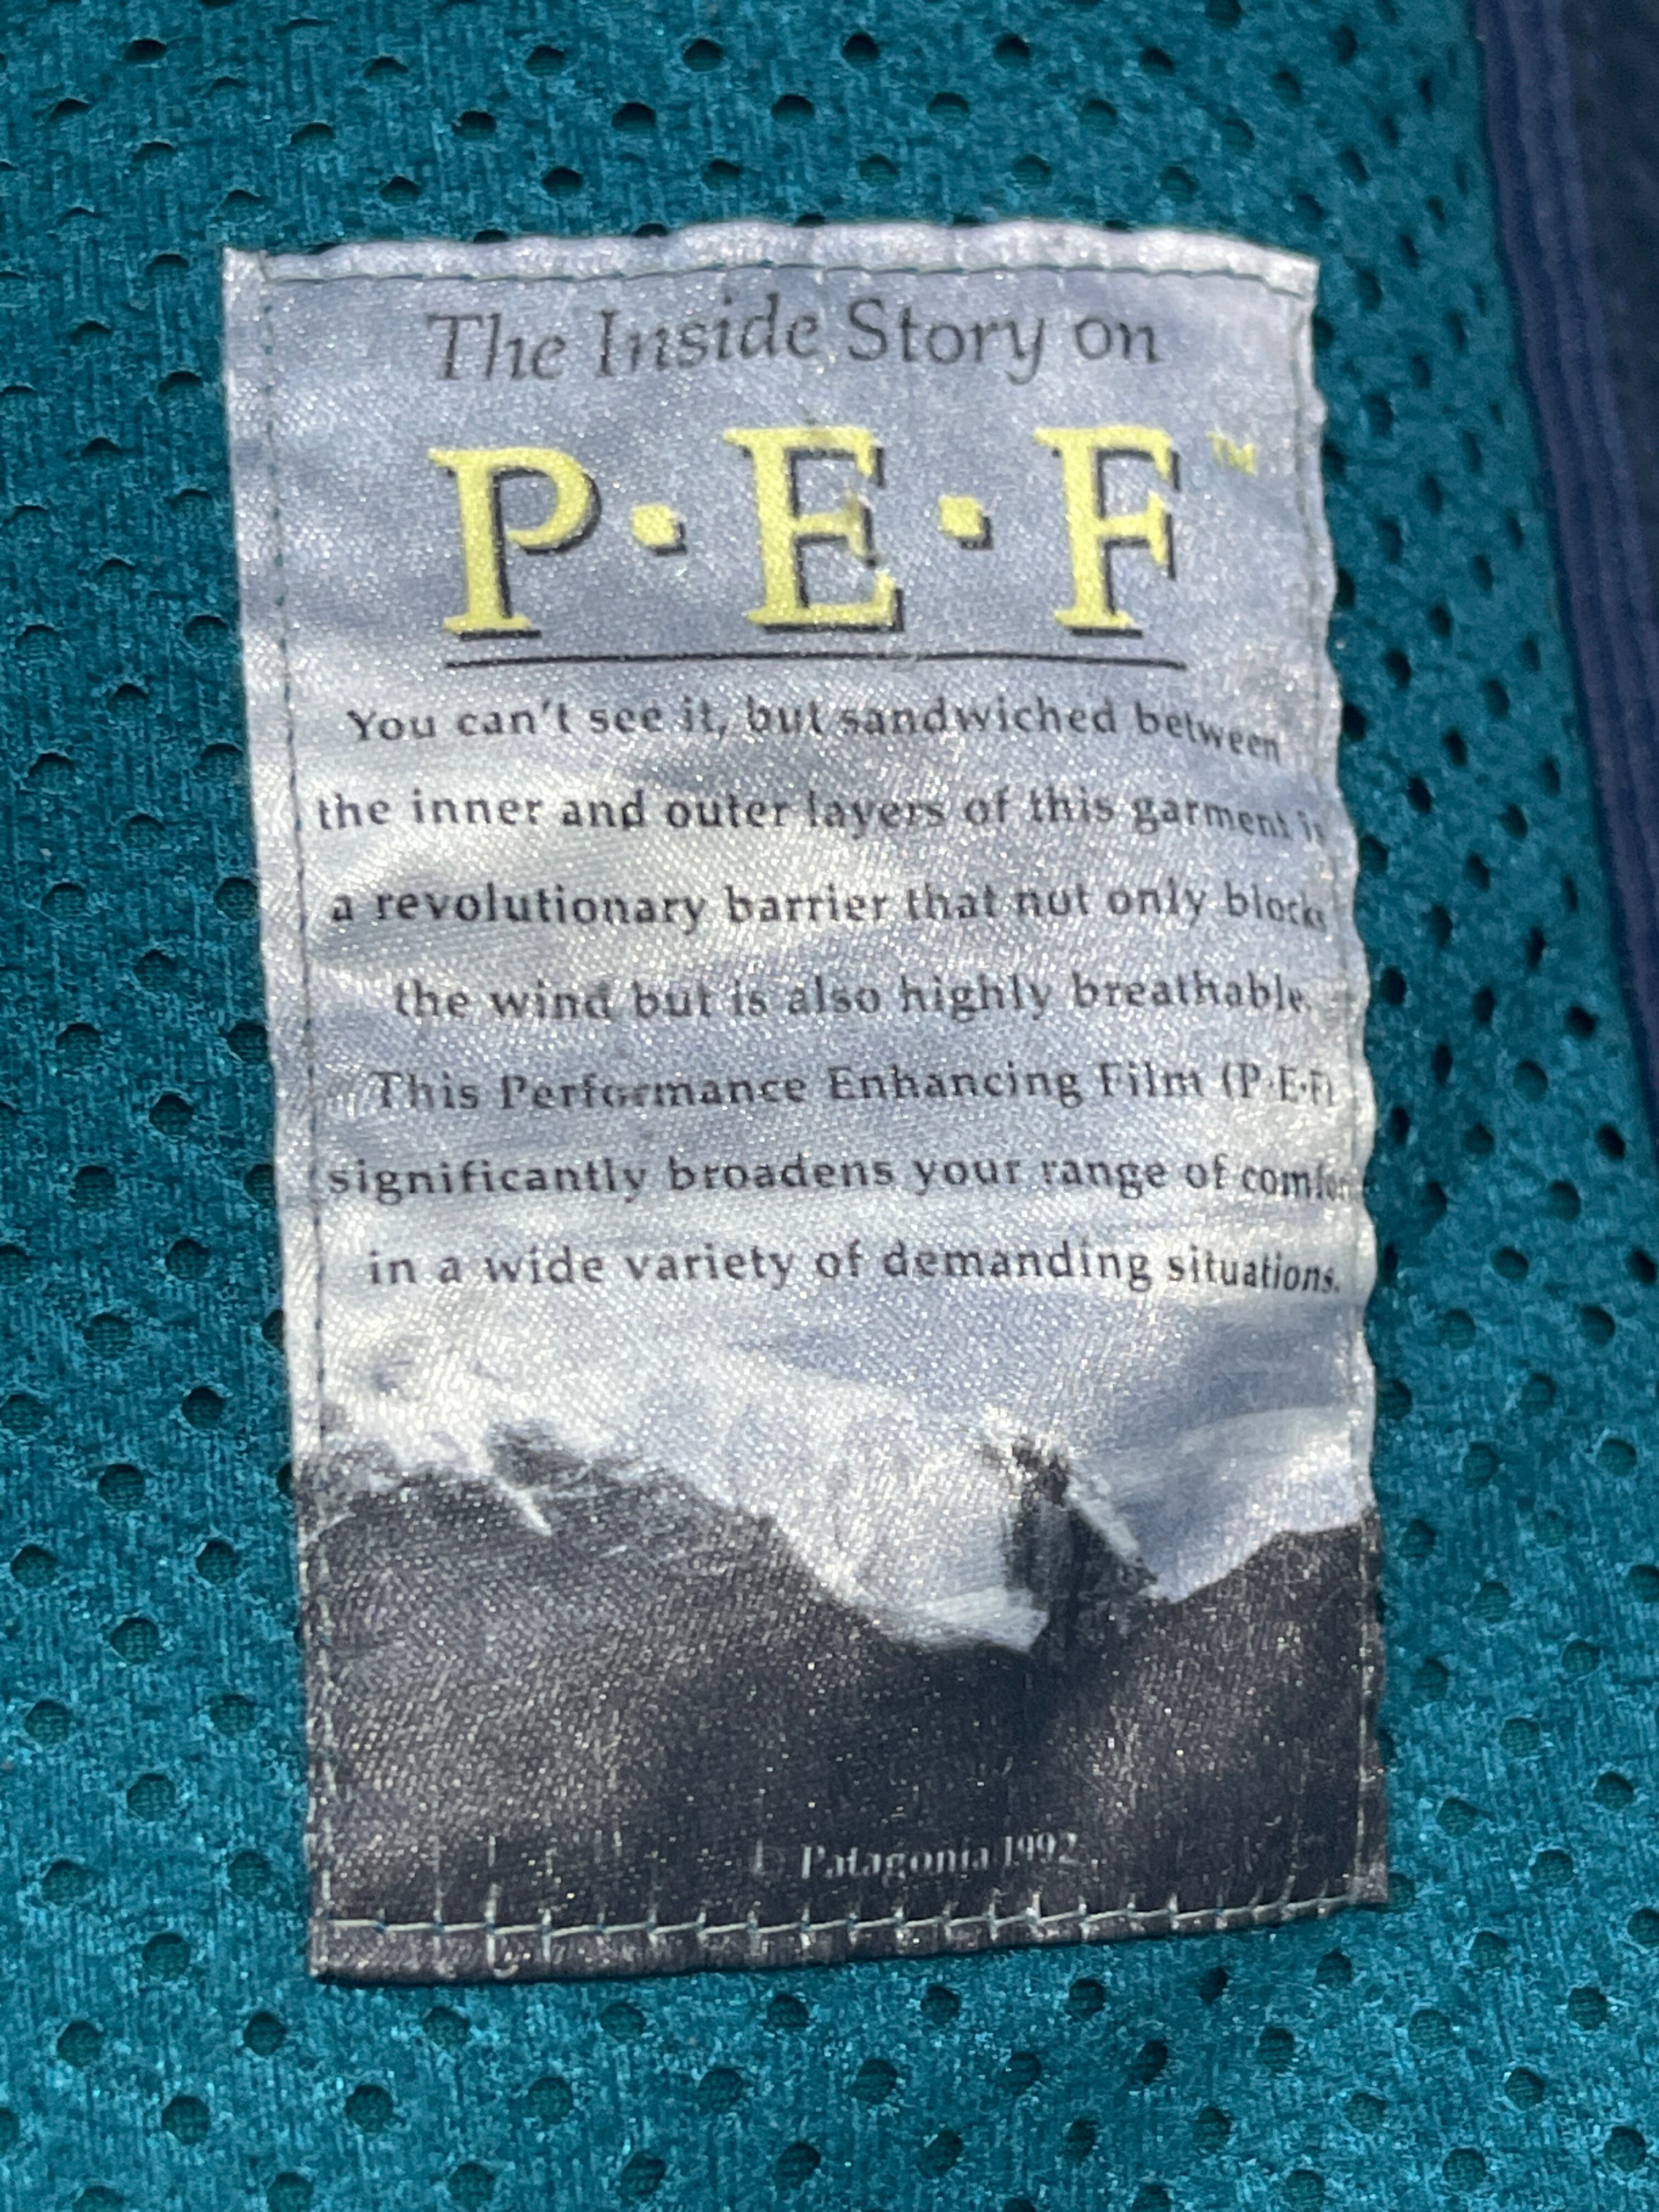 The Inside Story on
P·E·F™
You can't see it, but sandwiched between
the inner and outer layers of this garment is
a revolutionary barrier that not only blocks
the wind but is also highly breathable.
This Performance Enhancing Film (P·E·F)
significantly broadens your range of comfort
in a wide variety of demanding situations.
© Patagonia 1992